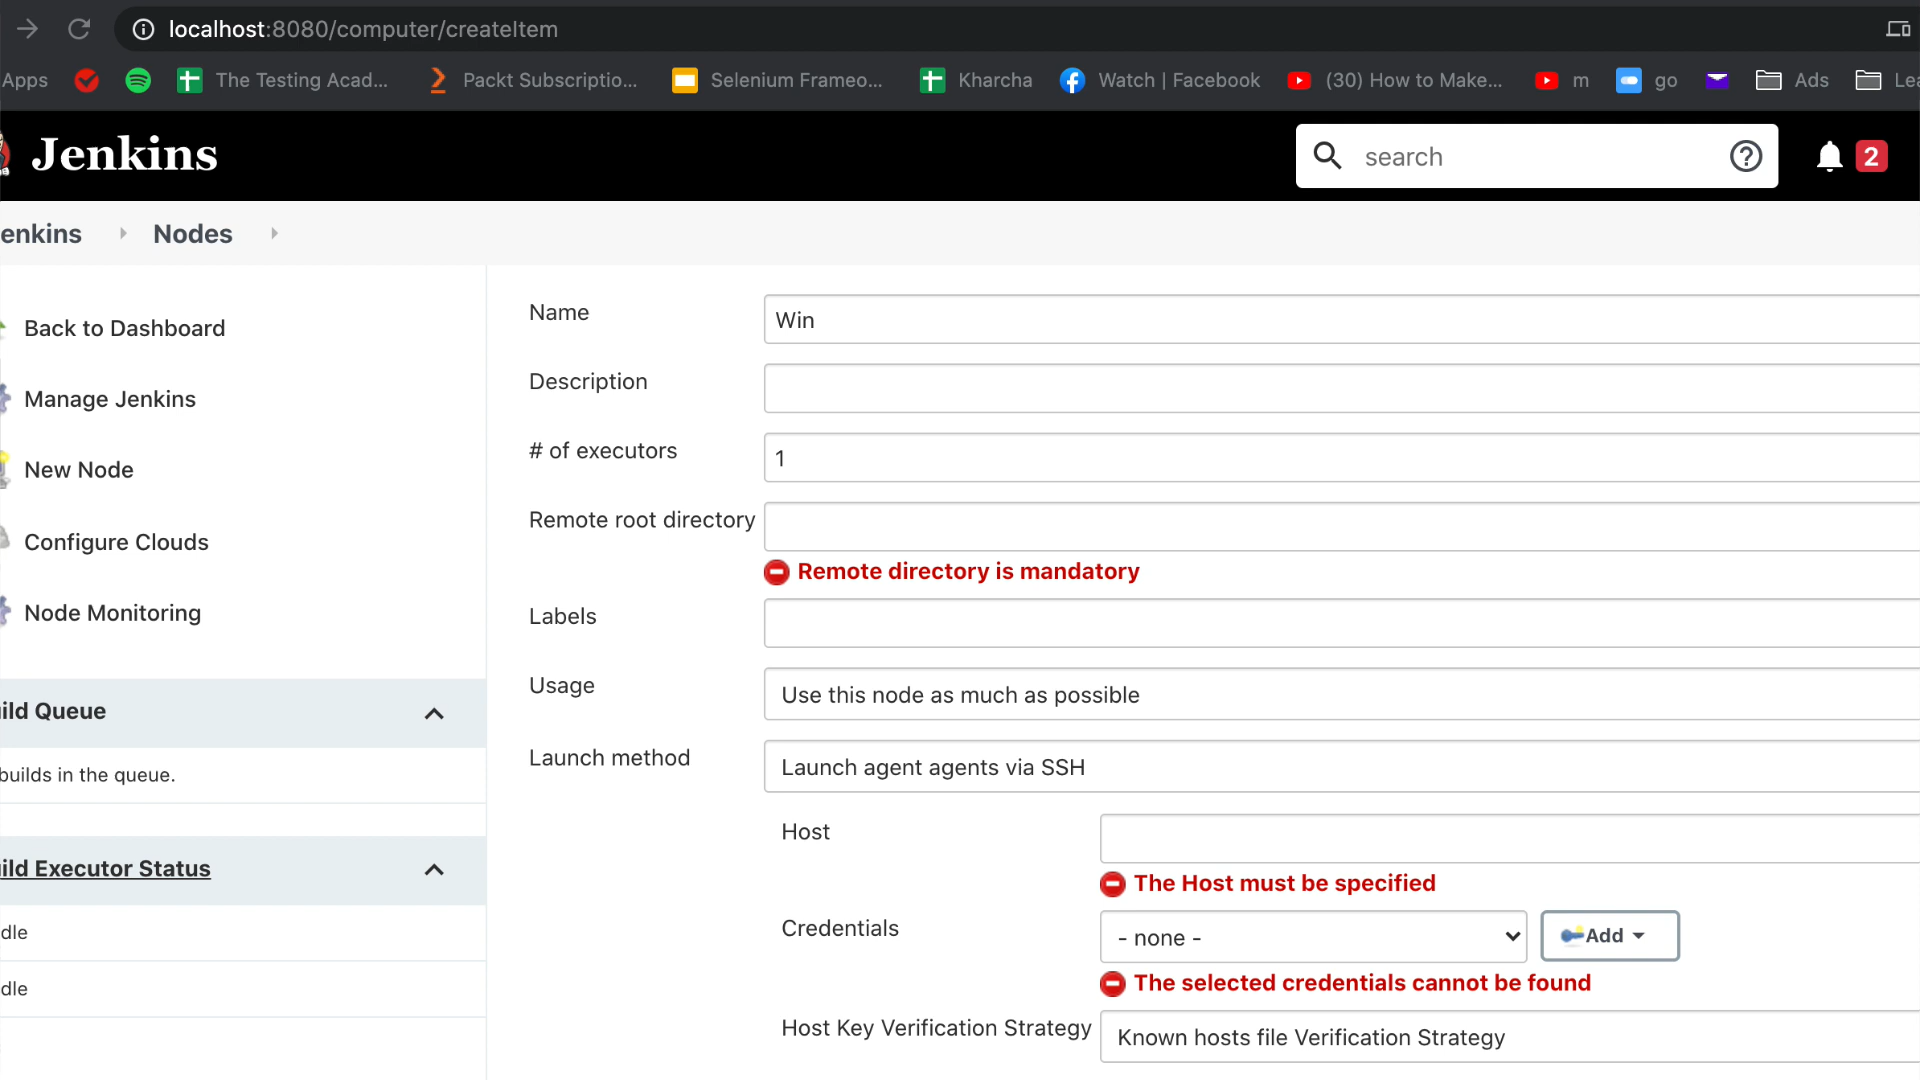 localhost:8080/computer/createItem
Apps
The Testing Acad...
Packt Subscriptio...
Selenium Frameo...
Kharcha
Watch | Facebook
(30) How to Make...
m
go
Ads
Lea
Jenkins
search
2
enkins
Nodes
Back to Dashboard
Manage Jenkins
New Node
Configure Clouds
Node Monitoring
ild Queue
builds in the queue.
ild Executor Status
dle
dle
Name
Win
Description
# of executors
1
Remote root directory
Remote directory is mandatory
Labels
Usage
Use this node as much as possible
Launch method
Launch agent agents via SSH
Host
The Host must be specified
Credentials
- none -
Add
The selected credentials cannot be found
Host Key Verification Strategy
Known hosts file Verification Strategy